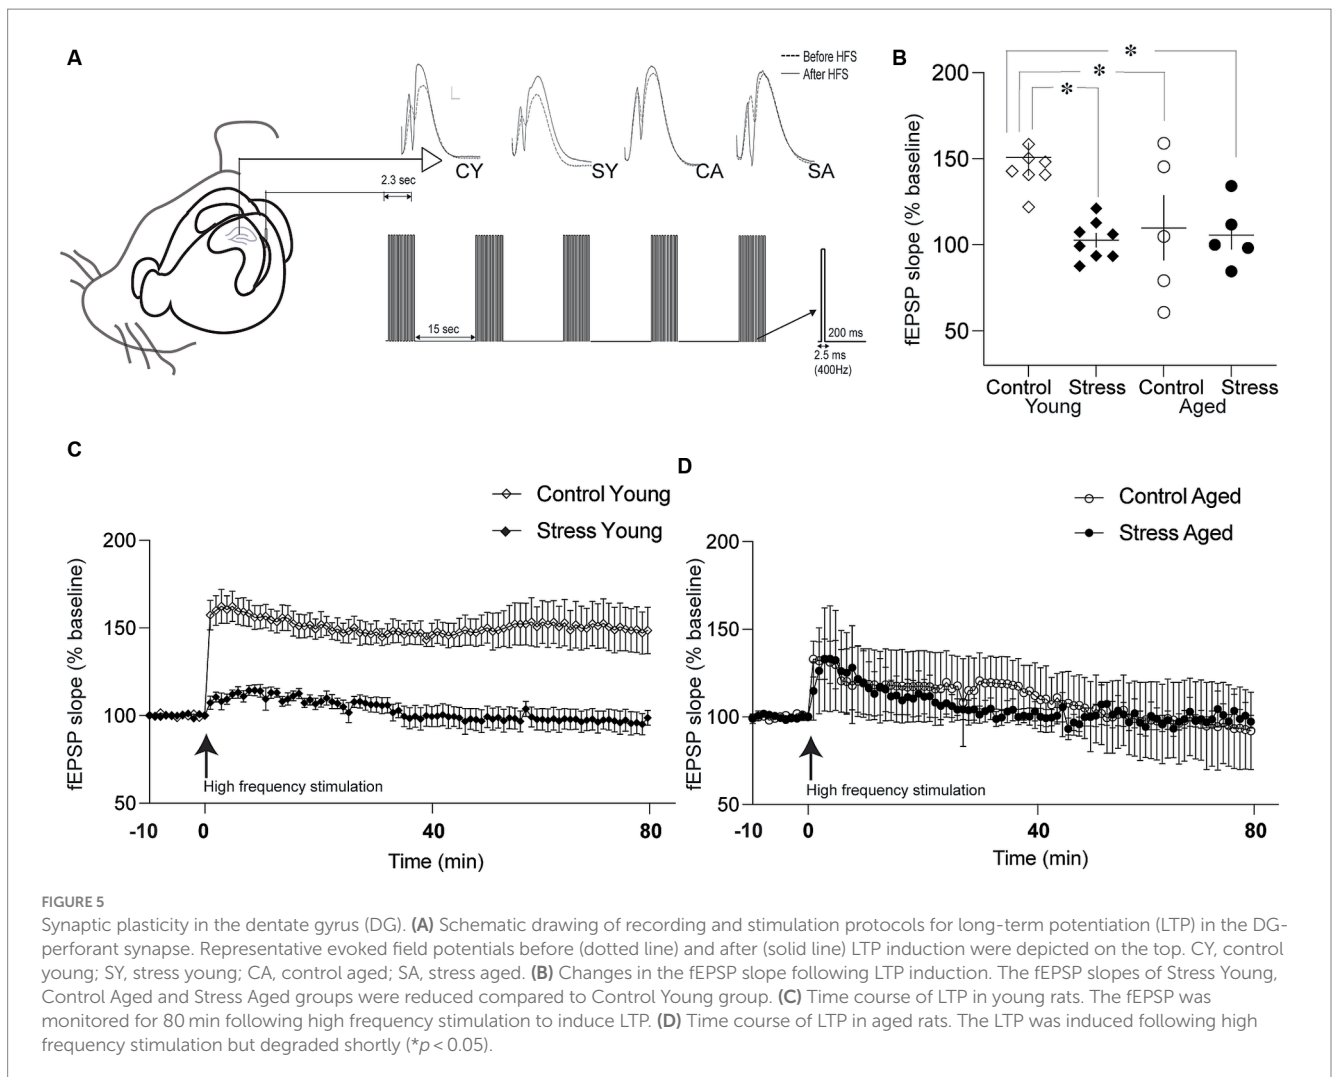 A
Before HFS
After HFS
CY
SY
CA
SA
2.3 sec
15 sec
200 ms
2.5 ms
(400Hz)
B
fEPSP slope (% baseline)
200
150
100
50
*
*
*
Control Stress Control Stress
Young Aged
C
Control Young
Stress Young
fEPSP slope (% baseline)
200
150
100
50
High frequency stimulation
-10 0 40 80
Time (min)
D
Control Aged
Stress Aged
fEPSP slope (% baseline)
200
150
100
50
High frequency stimulation
-10 0 40 80
Time (min)
FIGURE 5
Synaptic plasticity in the dentate gyrus (DG). (A) Schematic drawing of recording and stimulation protocols for long-term potentiation (LTP) in the DG-
perforant synapse. Representative evoked field potentials before (dotted line) and after (solid line) LTP induction were depicted on the top. CY, control
young; SY, stress young; CA, control aged; SA, stress aged. (B) Changes in the fEPSP slope following LTP induction. The fEPSP slopes of Stress Young,
Control Aged and Stress Aged groups were reduced compared to Control Young group. (C) Time course of LTP in young rats. The fEPSP was
monitored for 80 min following high frequency stimulation to induce LTP. (D) Time course of LTP in aged rats. The LTP was induced following high
frequency stimulation but degraded shortly (*p < 0.05).